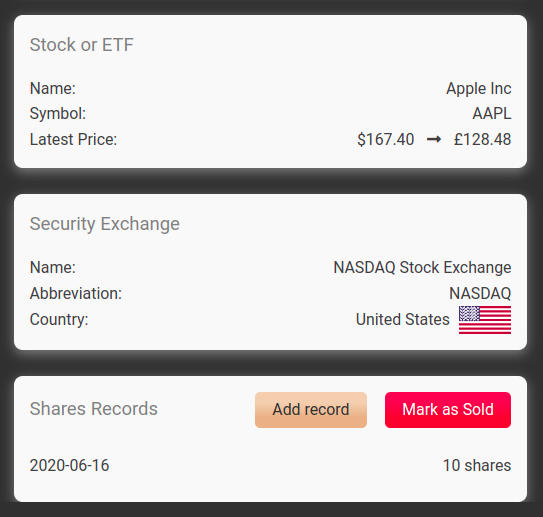 Stock or ETF
Name: Apple Inc
Symbol: AAPL
Latest Price: $167.40 → £128.48
Security Exchange
Name: NASDAQ Stock Exchange
Abbreviation: NASDAQ
Country: United States
Shares Records Add record Mark as Sold
2020-06-16 10 shares